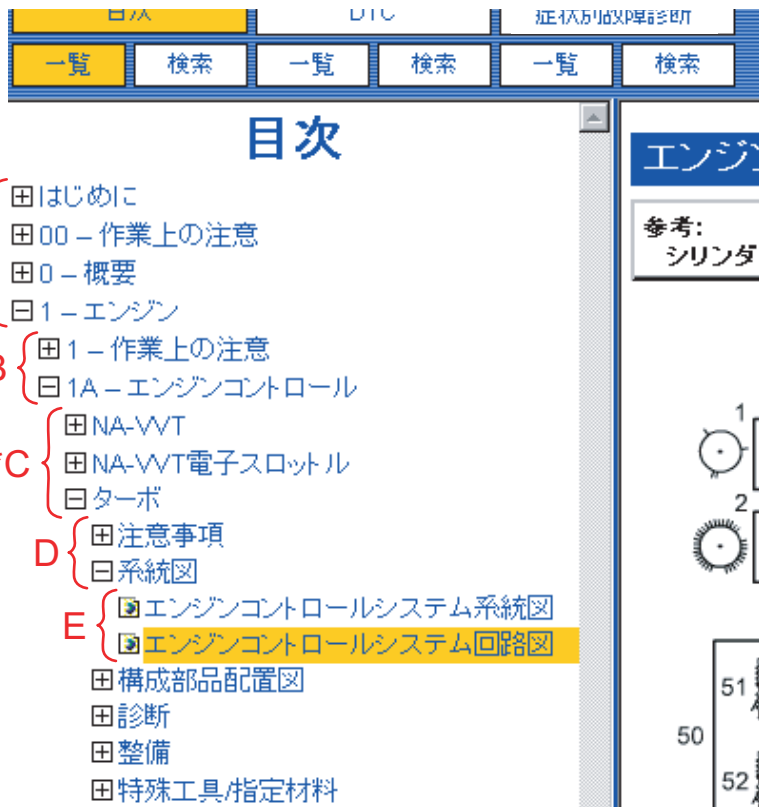 目次 DTC 症状別故障診断
一覧 検索 一覧 検索 一覧 検索
目次
はじめに
00 – 作業上の注意
0 – 概要
1 – エンジン
1 – 作業上の注意
1A – エンジンコントロール
NA-VVT
C
NA-VVT電子スロットル
ターボ
注意事項
D
系統図
エンジンコントロールシステム系統図
E
エンジンコントロールシステム回路図
構成部品配置図
診断
整備
特殊工具/指定材料
エンジン
参考:
シリンダ
1
2
51
50
52